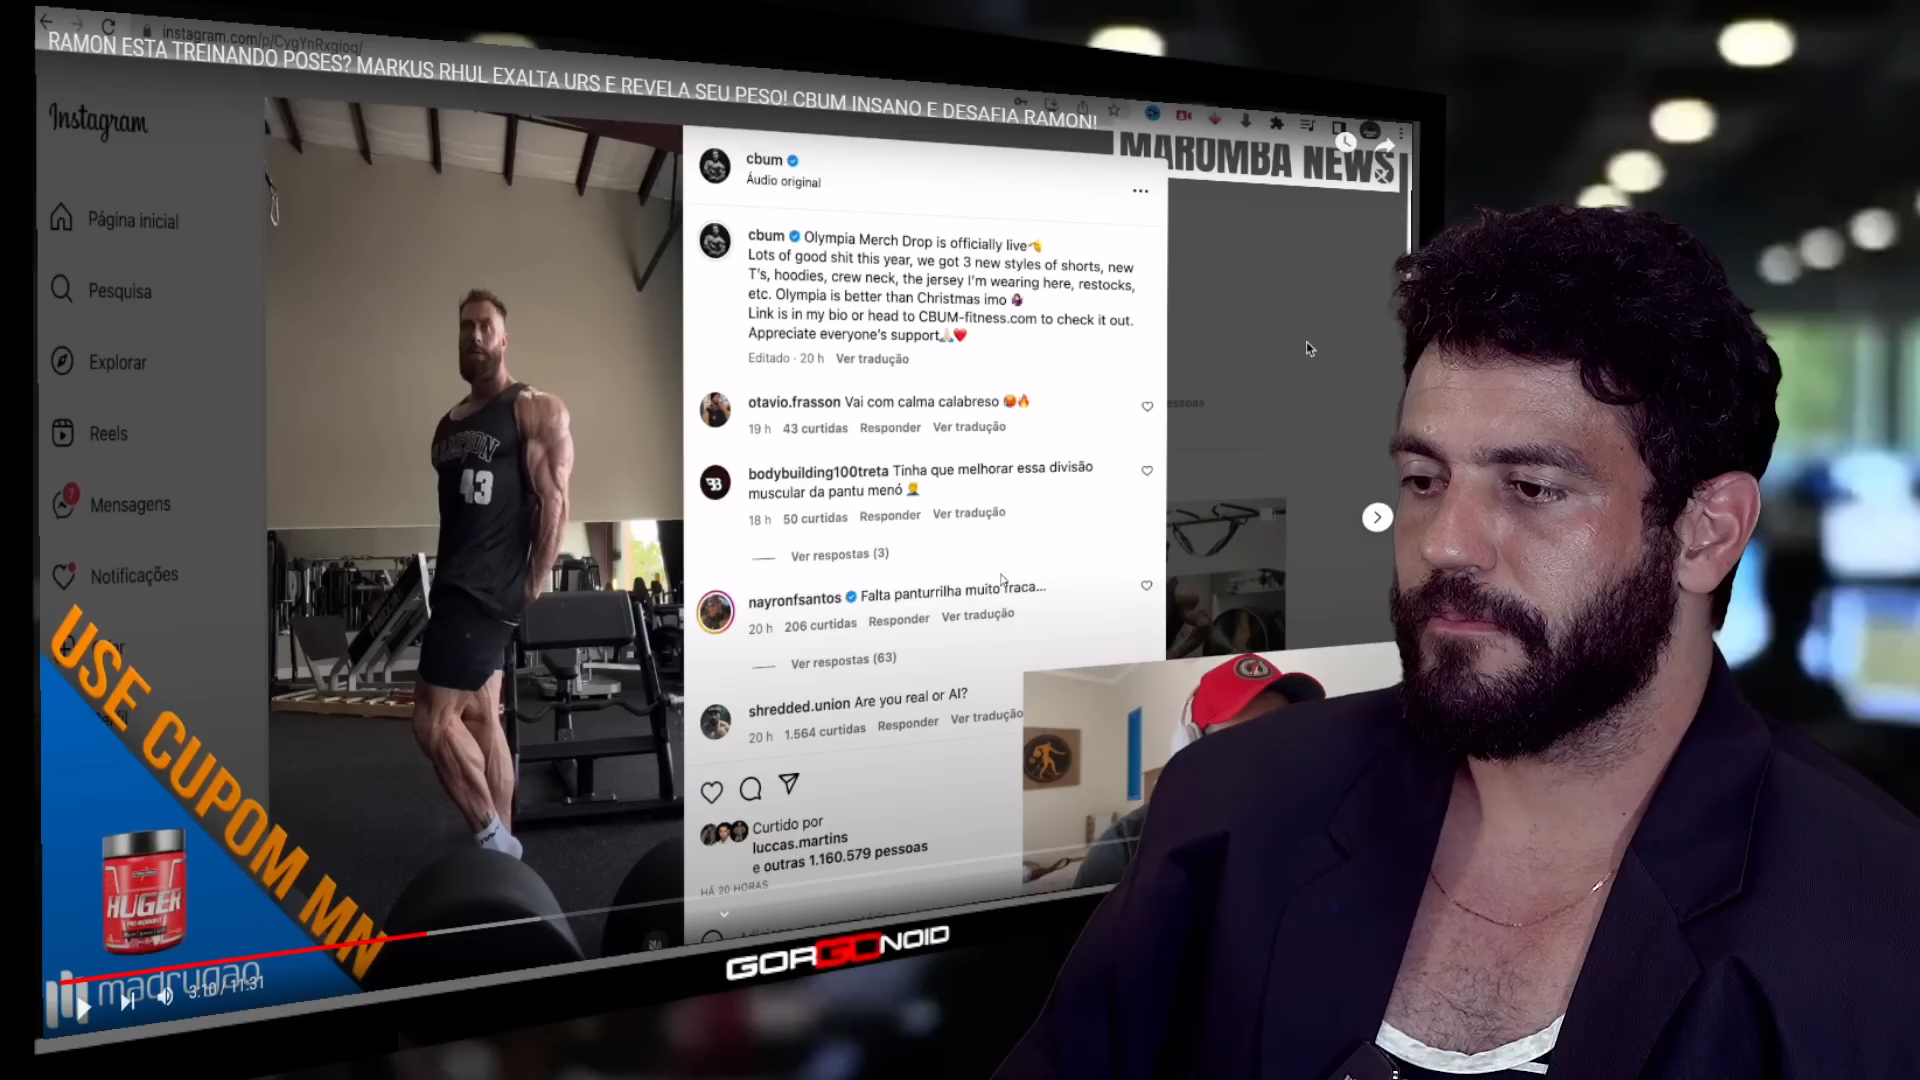 instagram.com/p/CygYnRxgioq/
RAMON ESTA TREINANDO POSES? MARKUS RHUL EXALTA URS E REVELA SEU PESO! CBUM INSANO E DESAFIA RAMON!
MAROMBA NEWS
Instagram
Página inicial
Pesquisa
Explorar
Reels
7
Mensagens
Notificações
43
cbum
Áudio original
cbum Olympia Merch Drop is officially live
Lots of good shit this year, we got 3 new styles of shorts, new
T's, hoodies, crew neck, the jersey I'm wearing here, restocks,
etc. Olympia is better than Christmas imo
Link is in my bio or head to CBUM-fitness.com to check it out.
Appreciate everyone's support
Editado · 20 h Ver tradução
otavio.frasson Vai com calma calabreso
19 h 43 curtidas Responder Ver tradução
bodybuilding100treta Tinha que melhorar essa divisão
muscular da pantu menó
18 h 50 curtidas Responder Ver tradução
Ver respostas (3)
nayronfsantos Falta panturrilha muito fraca...
20 h 206 curtidas Responder Ver tradução
Ver respostas (63)
shredded.union Are you real or AI?
20 h 1.564 curtidas Responder Ver tradução
Curtido por
luccas.martins
e outras 1.160.579 pessoas
HÁ 20 HORAS
essoas
USE CUPOM MN
HUGER
madrugao
3:10 / 11:31
GORGONOID